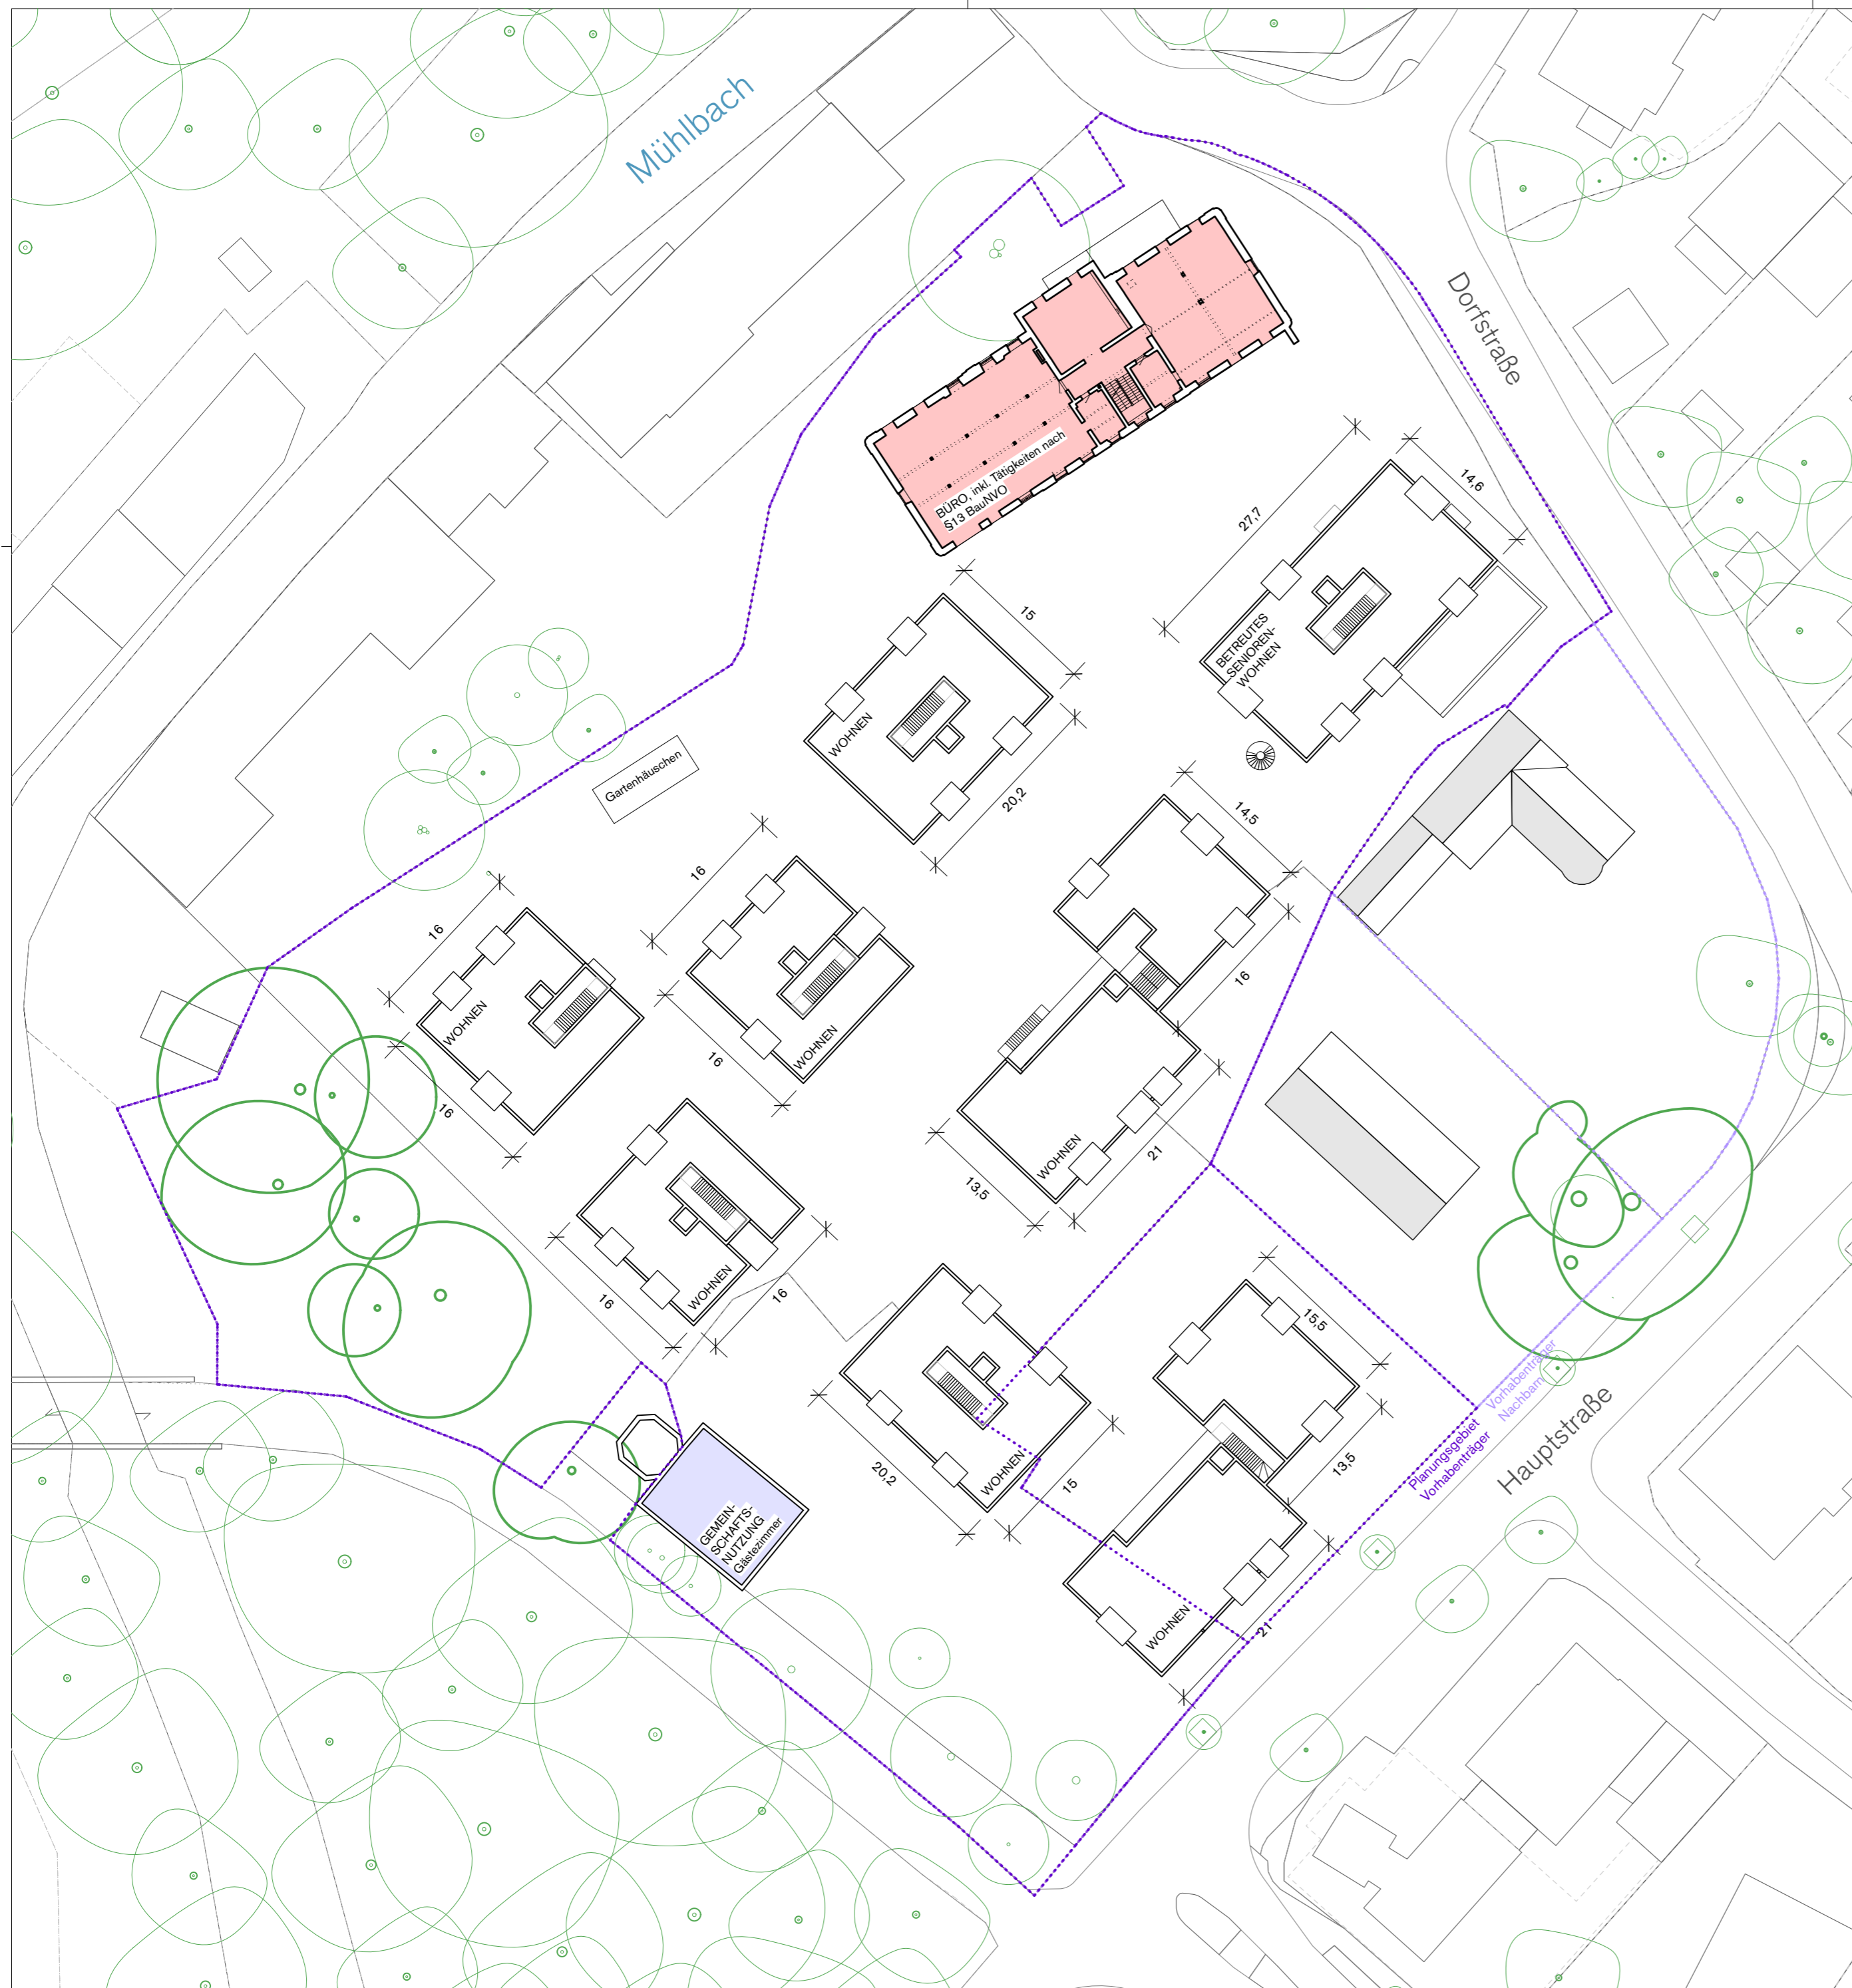 Mühlbach
Dorfstraße
BÜRO, inkl. Tätigkeiten nach
§13 BauNVO
14,6
27,7
BETREUTES
SENIOREN-
WOHNEN
15
WOHNEN
20,2
Gartenhäuschen
14,5
16
16
WOHNEN
16
16
WOHNEN
16
16
WOHNEN
13,5
21
WOHNEN
16
16
15,5
WOHNEN
20,2
15
13,5
WOHNEN
21
GEMEIN-
SCHAFTS-
NUTZUNG
Gästezimmer
Vorhabenträger
Nachbarn
Planungsgebiet
Vorhabenträger
Hauptstraße